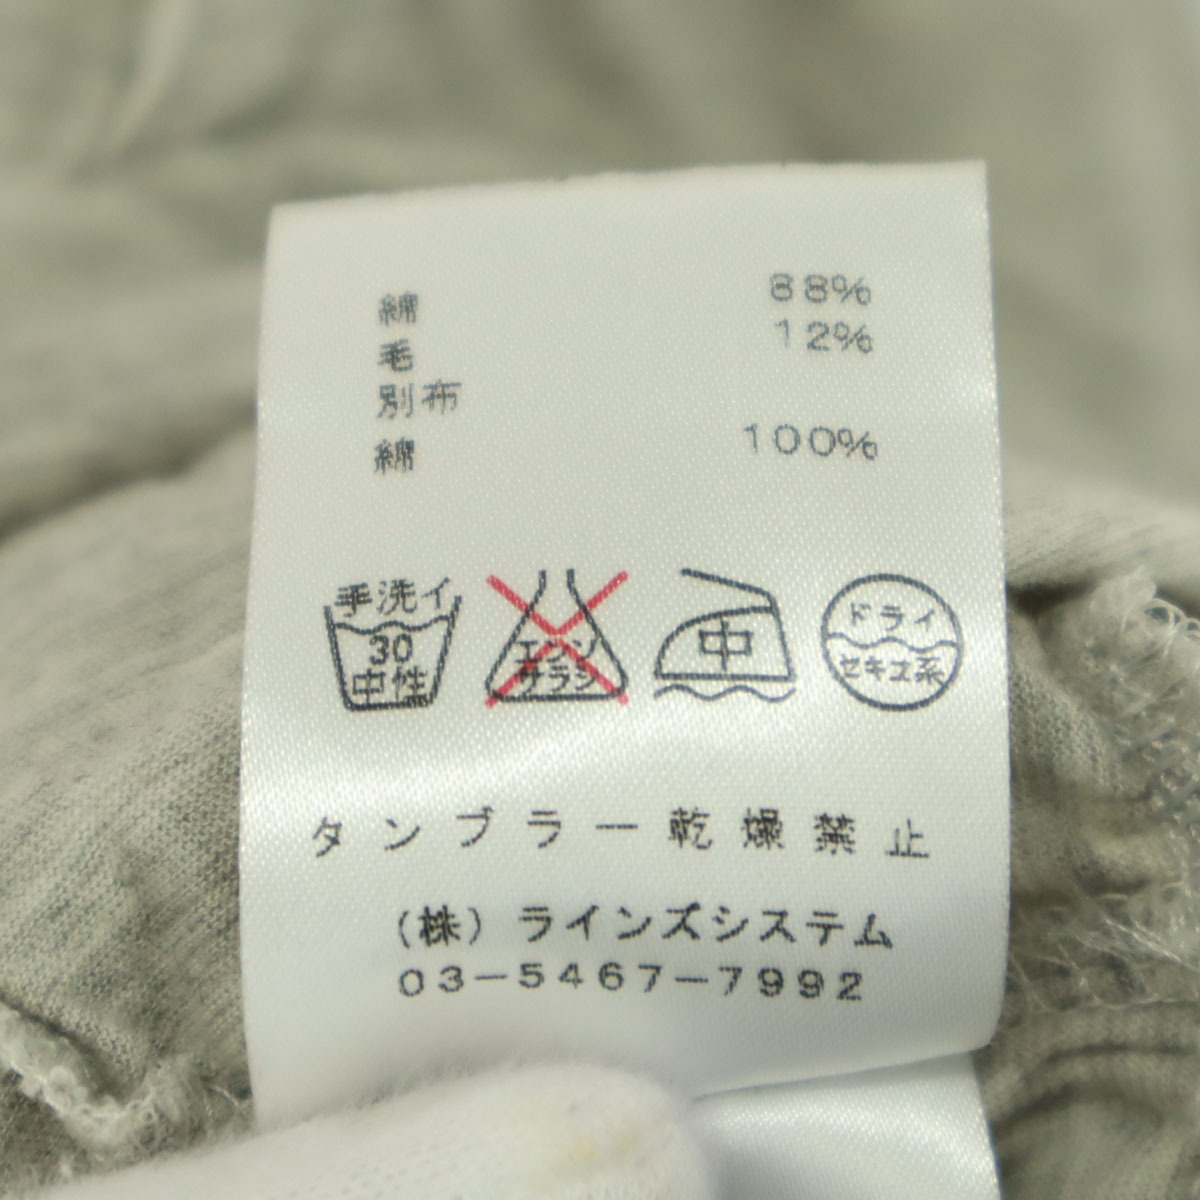 綿 88%
毛 12%
別布
綿 100%
手洗イ
30
中性
エンソ
サラシ
中
ドライ
セキユ系
タンブラー乾燥禁止
(株) ラインズシステム
03-5467-7992